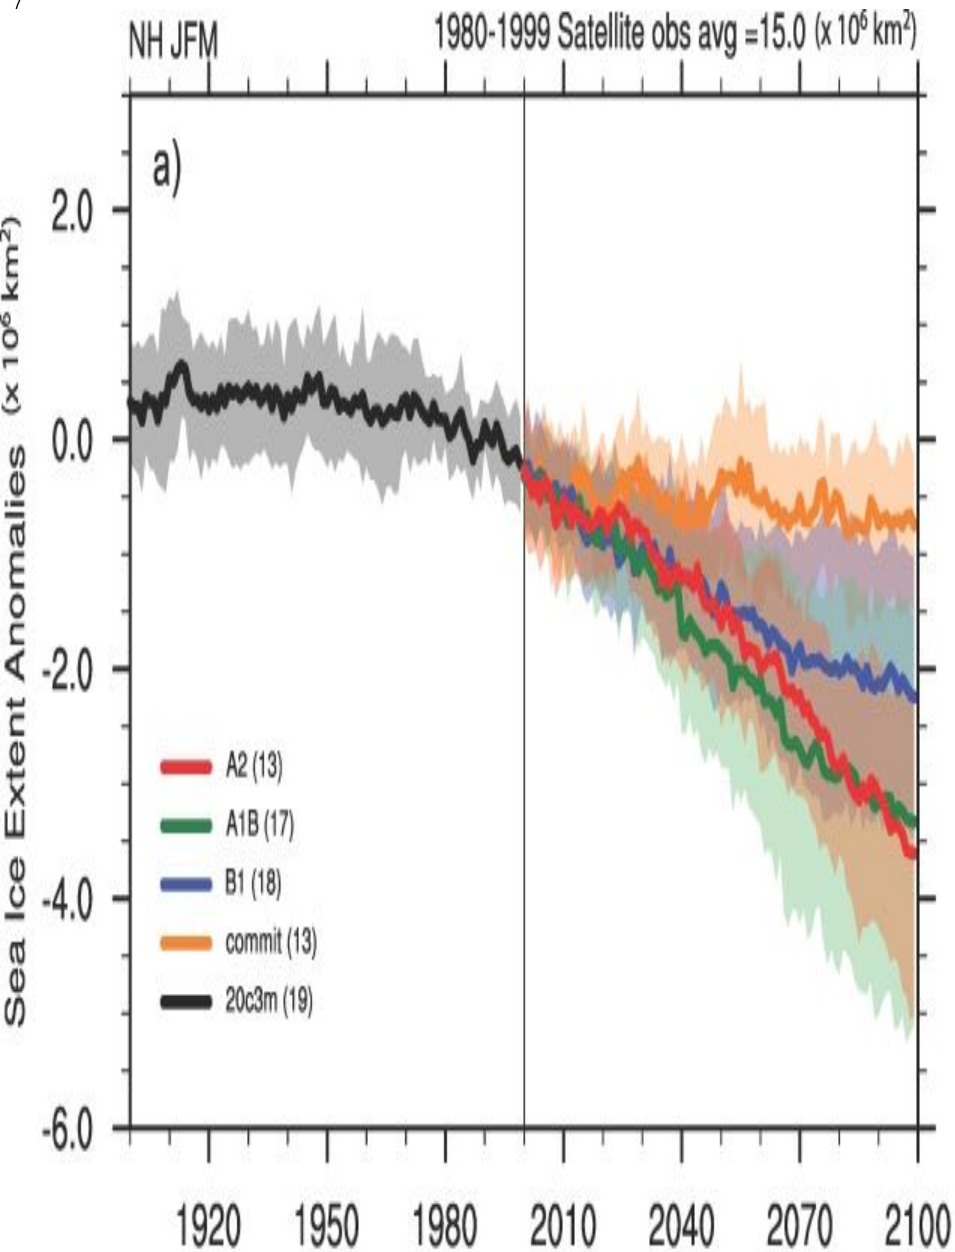 NH JFM
1980-1999 Satellite obs avg =15.0 (x 10⁶ km²)
a)
Sea Ice Extent Anomalies (x 10⁶ km²)
2.0
0.0
-2.0
-4.0
-6.0
A2 (13)
A1B (17)
B1 (18)
commit (13)
20c3m (19)
1920 1950 1980 2010 2040 2070 2100